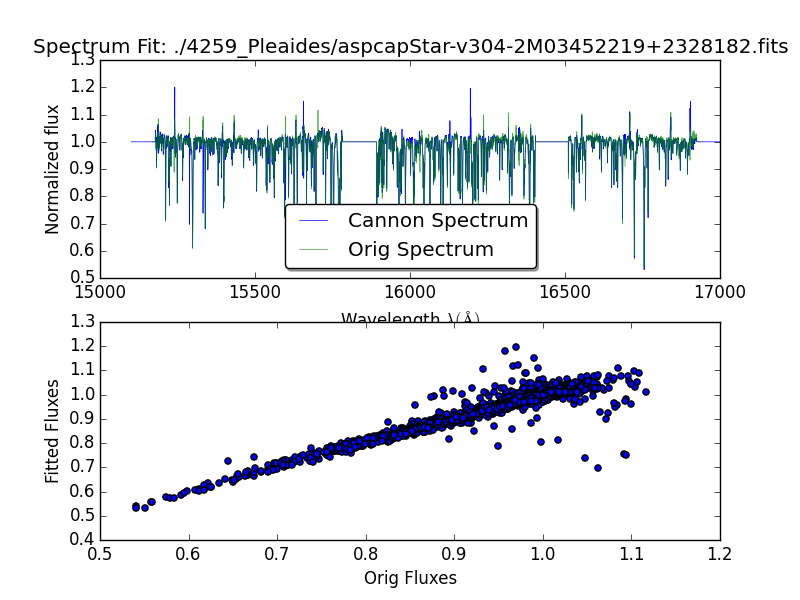 Spectrum Fit: ./4259_Pleaides/aspcapStar-v304-2M03452219+2328182.fits
Normalized flux
1.3
1.2
1.1
1.0
0.9
0.8
0.7
0.6
0.5
Cannon Spectrum
Orig Spectrum
15000 15500 16000 16500 17000
Wavelength λ(Å)
Fitted Fluxes
1.3
1.2
1.1
1.0
0.9
0.8
0.7
0.6
0.5
0.4
0.5 0.6 0.7 0.8 0.9 1.0 1.1 1.2
Orig Fluxes